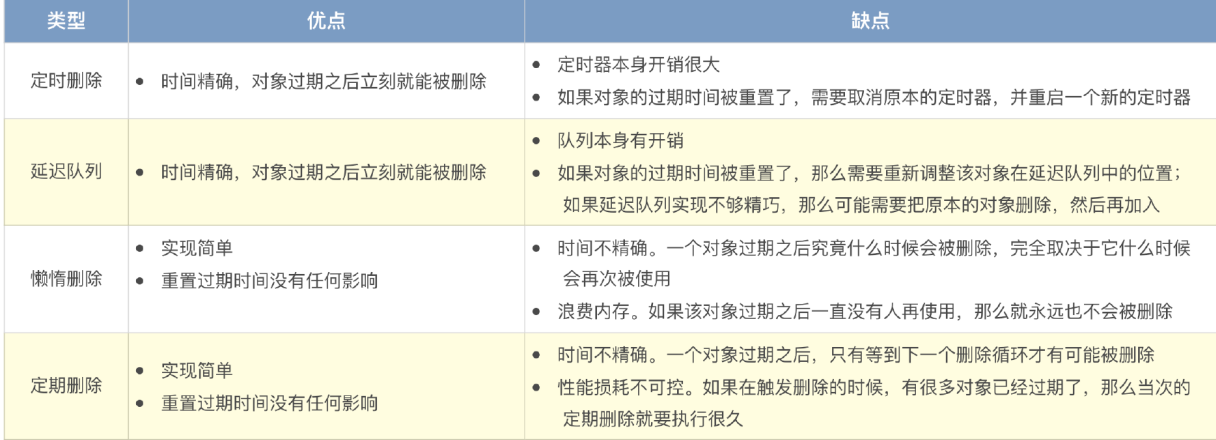 类型 优点 缺点
定时删除
• 时间精确，对象过期之后立刻就能被删除
• 定时器本身开销很大
• 如果对象的过期时间被重置了，需要取消原本的定时器，并重启一个新的定时器
延迟队列
• 时间精确，对象过期之后立刻就能被删除
• 队列本身有开销
• 如果对象的过期时间被重置了，那么需要重新调整该对象在延迟队列中的位置；
如果延迟队列实现不够精巧，那么可能需要把原本的对象删除，然后再加入
懒惰删除
• 实现简单
• 重置过期时间没有任何影响
• 时间不精确。一个对象过期之后究竟什么时候会被删除，完全取决于它什么时候
会再次被使用
• 浪费内存。如果该对象过期之后一直没有人再使用，那么就永远也不会被删除
定期删除
• 实现简单
• 重置过期时间没有任何影响
• 时间不精确。一个对象过期之后，只有等到下一个删除循环才有可能被删除
• 性能损耗不可控。如果在触发删除的时候，有很多对象已经过期了，那么当次的
定期删除就要执行很久